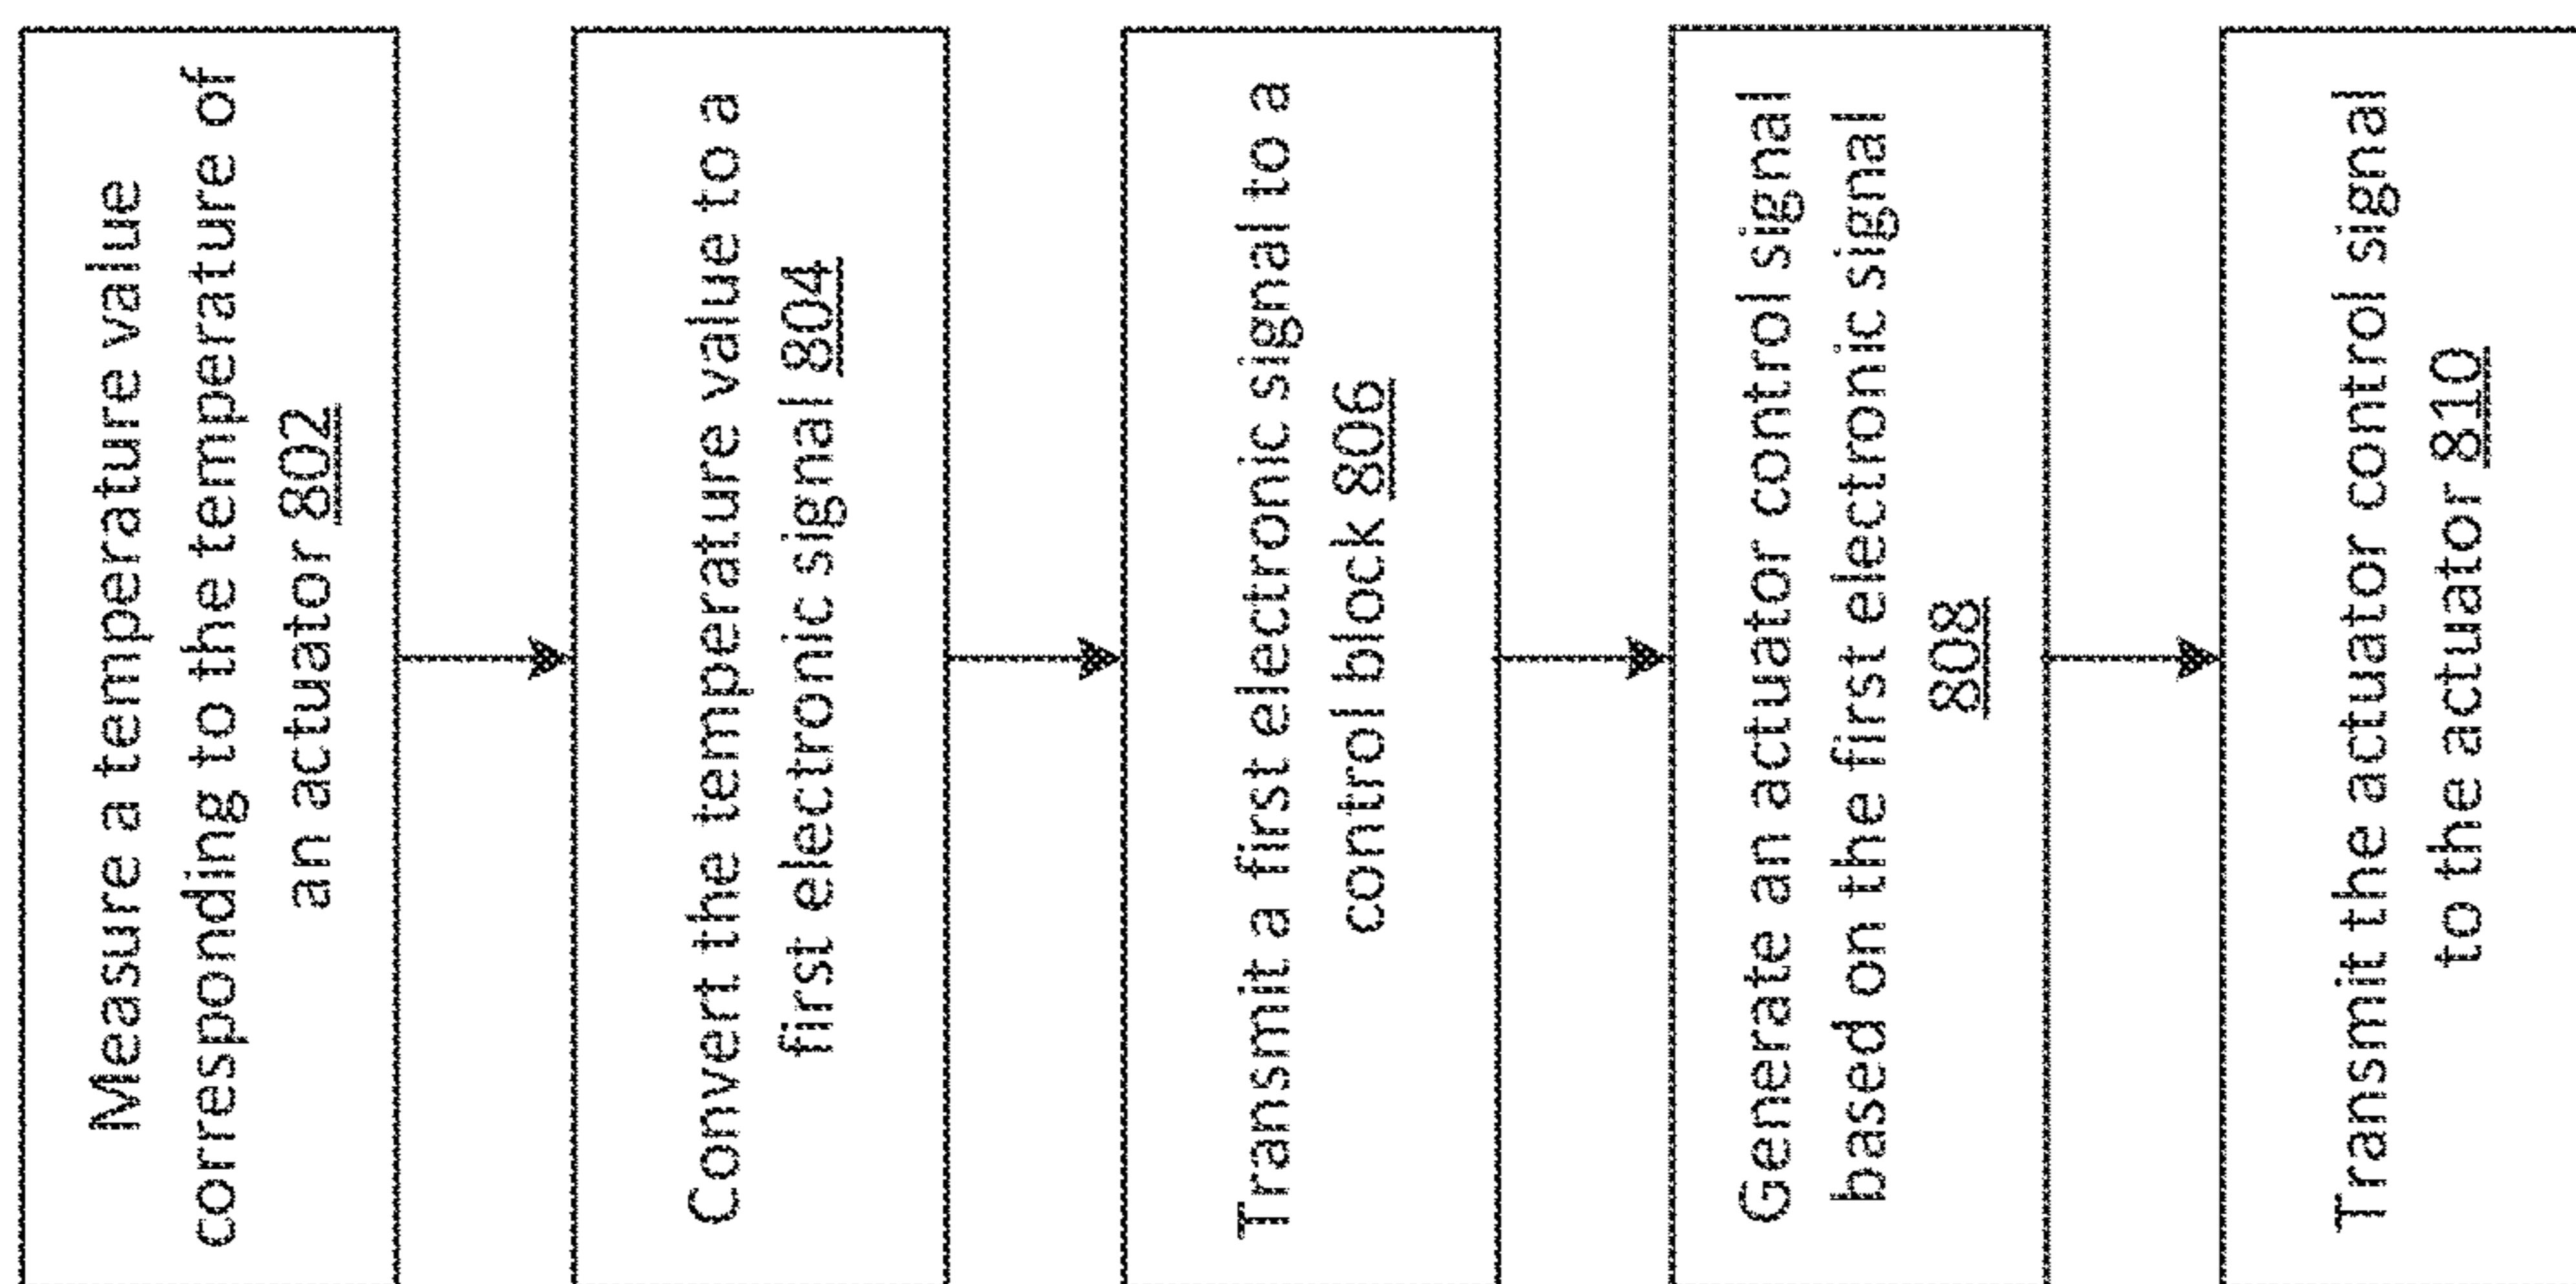 Measure a temperature value
corresponding to the temperature of
an actuator 802
Convert the temperature value to a
first electronic signal 804
Transmit a first electronic signal to a
control block 806
Generate an actuator control signal
based on the first electronic signal
808
Transmit the actuator control signal
to the actuator 810